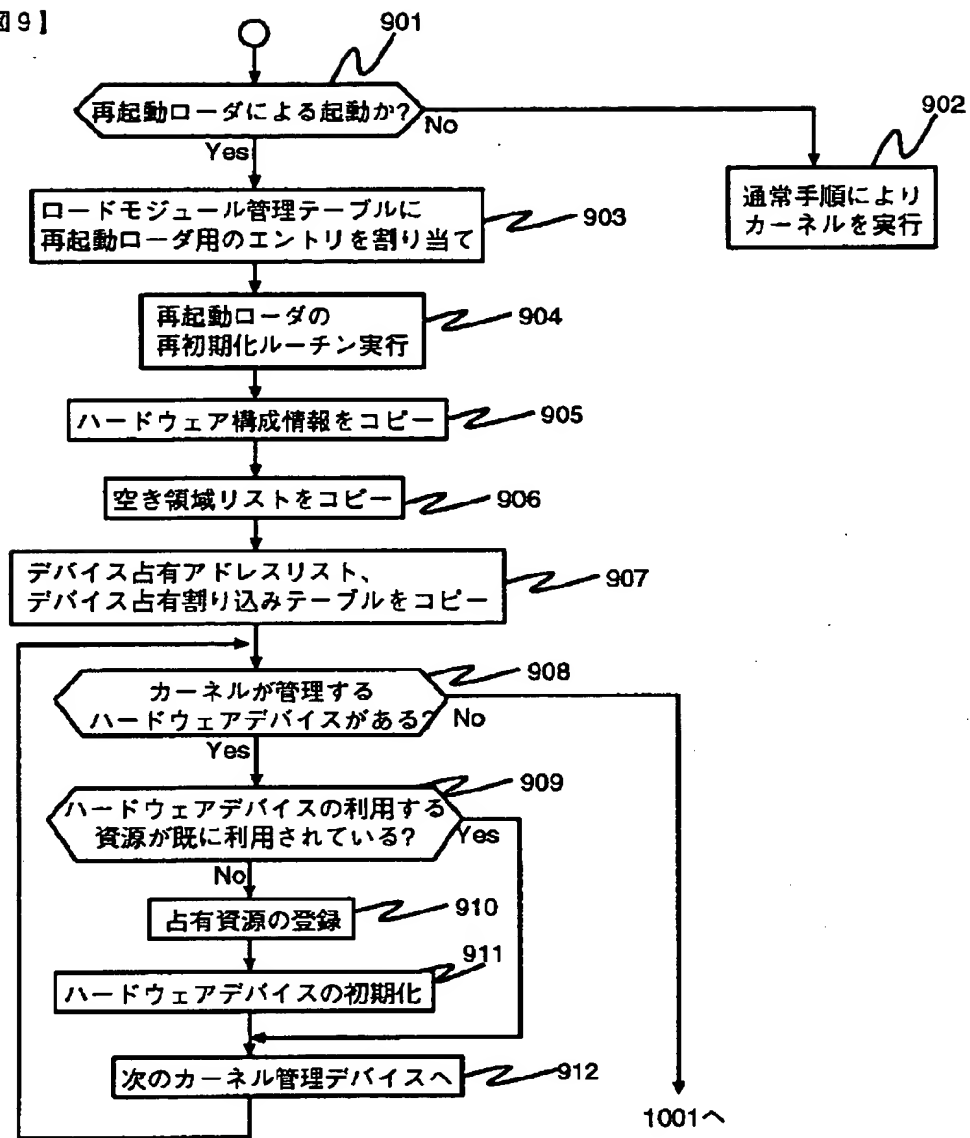 図9】
901
再起動ローダによる起動か?
No
902
Yes
通常手順により
カーネルを実行
ロードモジュール管理テーブルに
再起動ローダ用のエントリを割り当て
903
再起動ローダの
再初期化ルーチン実行
904
ハードウェア構成情報をコピー
905
空き領域リストをコピー
906
デバイス占有アドレスリスト、
デバイス占有割り込みテーブルをコピー
907
カーネルが管理する
ハードウェアデバイスがある?
908
No
Yes
909
ハードウェアデバイスの利用する
資源が既に利用されている?
Yes
No
占有資源の登録
910
911
ハードウェアデバイスの初期化
次のカーネル管理デバイスへ
912
1001へ